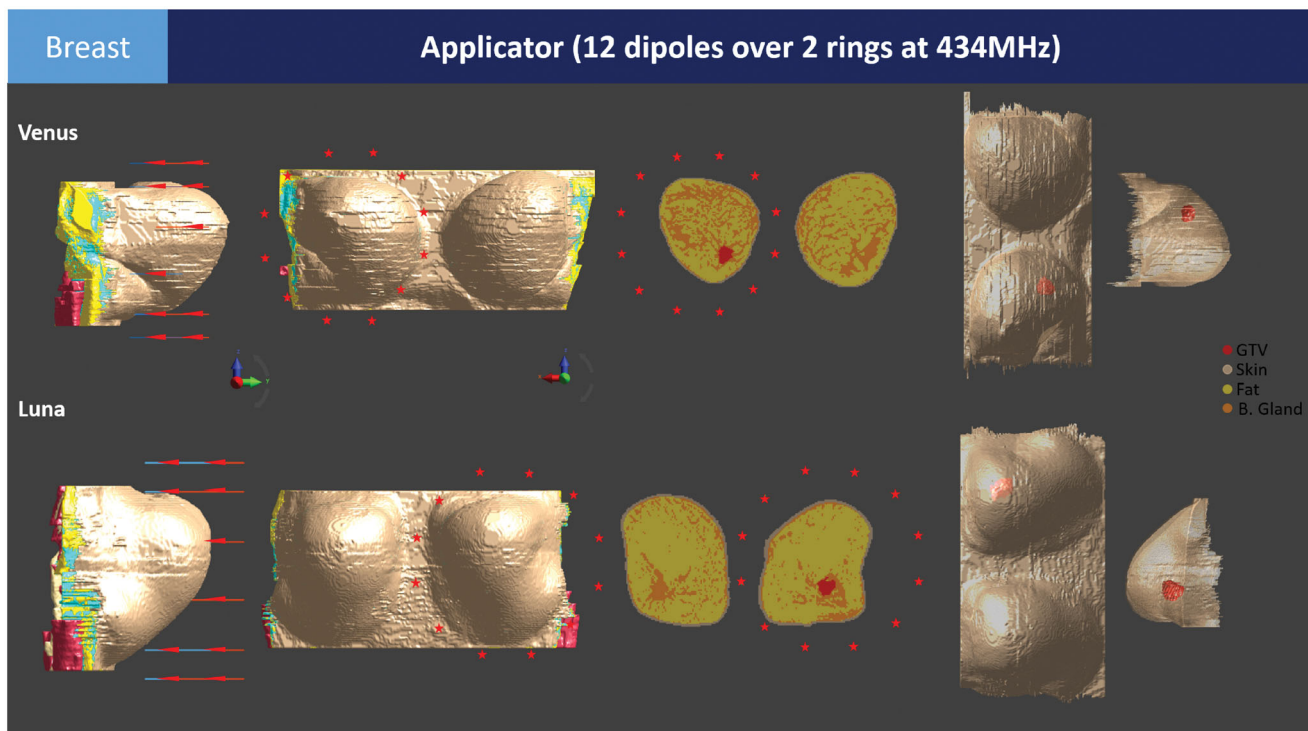 Breast
Applicator (12 dipoles over 2 rings at 434MHz)
Venus
GTV
Skin
Fat
B. Gland
Luna